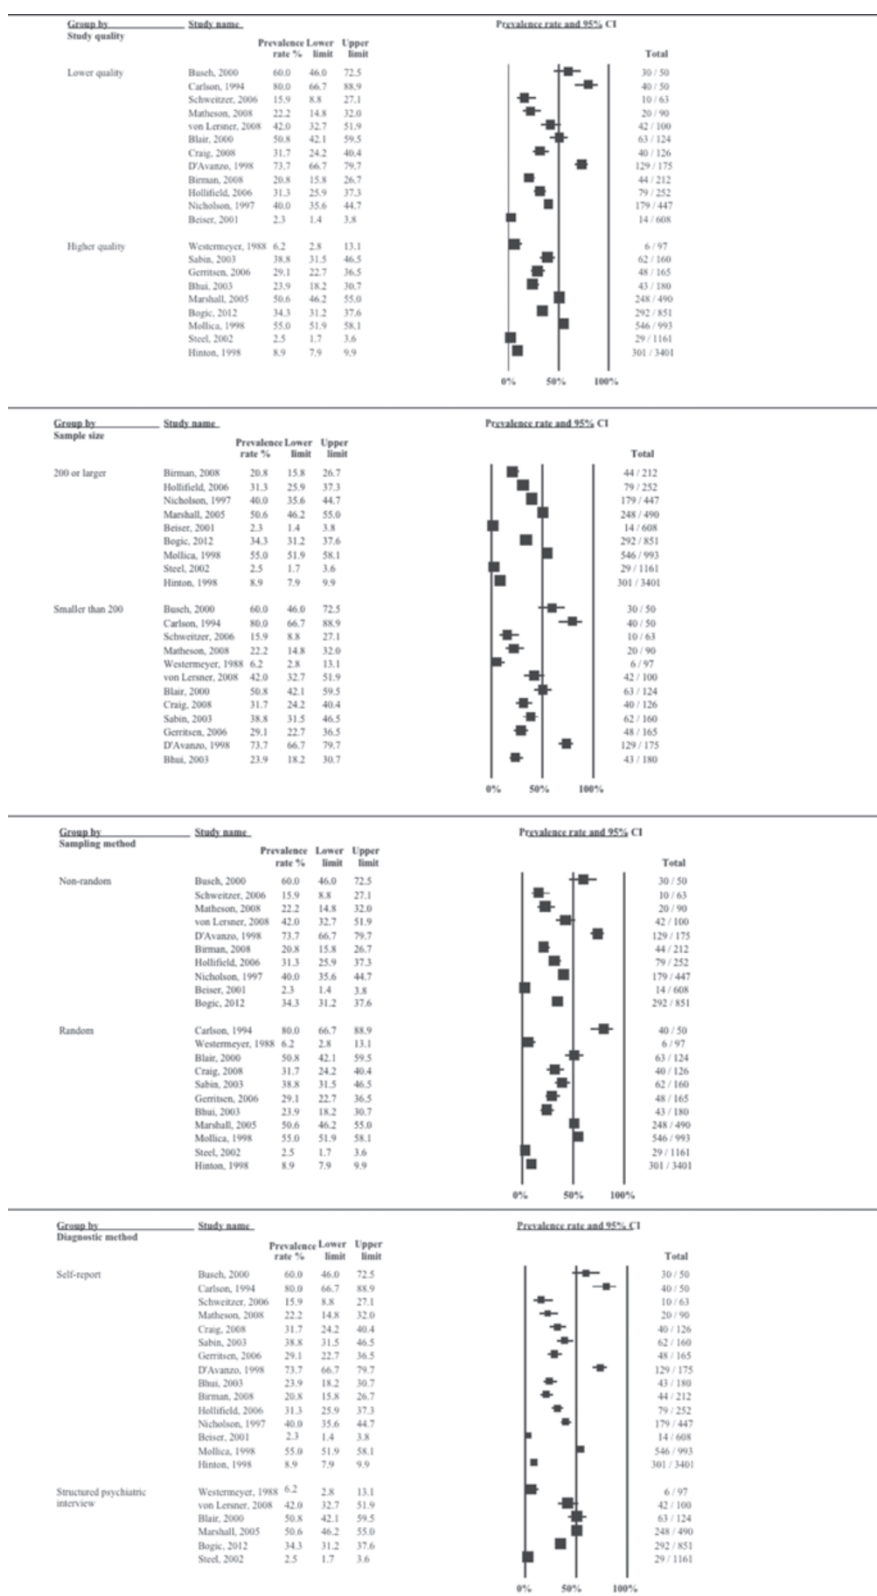 Group by Study name Prevalence rate and 95% CI
Study quality
Prevalence Lower Upper
rate % limit limit Total
Lower quality Busch, 2000 60.0 46.0 72.5 30 / 50
Carlson, 1994 80.0 66.7 88.9 40 / 50
Schweitzer, 2006 15.9 8.8 27.1 10 / 63
Matheson, 2008 22.2 14.8 32.0 20 / 90
von Lersner, 2008 42.0 32.7 51.9 42 / 100
Blair, 2000 50.8 42.1 59.5 63 / 124
Craig, 2008 31.7 24.2 40.4 40 / 126
D'Avanzo, 1998 73.7 66.7 79.7 129 / 175
Birman, 2008 20.8 15.8 26.7 44 / 212
Hollifield, 2006 31.3 25.9 37.3 79 / 252
Nicholson, 1997 40.0 35.6 44.7 179 / 447
Beiser, 2001 2.3 1.4 3.8 14 / 608
Higher quality Westermeyer, 1988 6.2 2.8 13.1 6 / 97
Sabin, 2003 38.8 31.5 46.5 62 / 160
Gerritsen, 2006 29.1 22.7 36.5 48 / 165
Bhui, 2003 23.9 18.2 30.7 43 / 180
Marshall, 2005 50.6 46.2 55.0 248 / 490
Bogic, 2012 34.3 31.2 37.6 292 / 851
Mollica, 1998 55.0 51.9 58.1 546 / 993
Steel, 2002 2.5 1.7 3.6 29 / 1161
Hinton, 1998 8.9 7.9 9.9 301 / 3401
0% 50% 100%
Group by Study name Prevalence rate and 95% CI
Sample size
Prevalence Lower Upper
rate % limit limit Total
200 or larger Birman, 2008 20.8 15.8 26.7 44 / 212
Hollifield, 2006 31.3 25.9 37.3 79 / 252
Nicholson, 1997 40.0 35.6 44.7 179 / 447
Marshall, 2005 50.6 46.2 55.0 248 / 490
Beiser, 2001 2.3 1.4 3.8 14 / 608
Bogic, 2012 34.3 31.2 37.6 292 / 851
Mollica, 1998 55.0 51.9 58.1 546 / 993
Steel, 2002 2.5 1.7 3.6 29 / 1161
Hinton, 1998 8.9 7.9 9.9 301 / 3401
Smaller than 200 Busch, 2000 60.0 46.0 72.5 30 / 50
Carlson, 1994 80.0 66.7 88.9 40 / 50
Schweitzer, 2006 15.9 8.8 27.1 10 / 63
Matheson, 2008 22.2 14.8 32.0 20 / 90
Westermeyer, 1988 6.2 2.8 13.1 6 / 97
von Lersner, 2008 42.0 32.7 51.9 42 / 100
Blair, 2000 50.8 42.1 59.5 63 / 124
Craig, 2008 31.7 24.2 40.4 40 / 126
Sabin, 2003 38.8 31.5 46.5 62 / 160
Gerritsen, 2006 29.1 22.7 36.5 48 / 165
D'Avanzo, 1998 73.7 66.7 79.7 129 / 175
Bhui, 2003 23.9 18.2 30.7 43 / 180
0% 50% 100%
Group by Study name Prevalence rate and 95% CI
Sampling method
Prevalence Lower Upper
rate % limit limit Total
Non-random Busch, 2000 60.0 46.0 72.5 30 / 50
Schweitzer, 2006 15.9 8.8 27.1 10 / 63
Matheson, 2008 22.2 14.8 32.0 20 / 90
von Lersner, 2008 42.0 32.7 51.9 42 / 100
D'Avanzo, 1998 73.7 66.7 79.7 129 / 175
Birman, 2008 20.8 15.8 26.7 44 / 212
Hollifield, 2006 31.3 25.9 37.3 79 / 252
Nicholson, 1997 40.0 35.6 44.7 179 / 447
Beiser, 2001 2.3 1.4 3.8 14 / 608
Bogic, 2012 34.3 31.2 37.6 292 / 851
Random Carlson, 1994 80.0 66.7 88.9 40 / 50
Westermeyer, 1988 6.2 2.8 13.1 6 / 97
Blair, 2000 50.8 42.1 59.5 63 / 124
Craig, 2008 31.7 24.2 40.4 40 / 126
Sabin, 2003 38.8 31.5 46.5 62 / 160
Gerritsen, 2006 29.1 22.7 36.5 48 / 165
Bhui, 2003 23.9 18.2 30.7 43 / 180
Marshall, 2005 50.6 46.2 55.0 248 / 490
Mollica, 1998 55.0 51.9 58.1 546 / 993
Steel, 2002 2.5 1.7 3.6 29 / 1161
Hinton, 1998 8.9 7.9 9.9 301 / 3401
0% 50% 100%
Group by Study name Prevalence rate and 95% CI
Diagnostic method
Prevalence Lower Upper
rate % limit limit Total
Self-report Busch, 2000 60.0 46.0 72.5 30 / 50
Carlson, 1994 80.0 66.7 88.9 40 / 50
Schweitzer, 2006 15.9 8.8 27.1 10 / 63
Matheson, 2008 22.2 14.8 32.0 20 / 90
Craig, 2008 31.7 24.2 40.4 40 / 126
Sabin, 2003 38.8 31.5 46.5 62 / 160
Gerritsen, 2006 29.1 22.7 36.5 48 / 165
D'Avanzo, 1998 73.7 66.7 79.7 129 / 175
Bhui, 2003 23.9 18.2 30.7 43 / 180
Birman, 2008 20.8 15.8 26.7 44 / 212
Hollifield, 2006 31.3 25.9 37.3 79 / 252
Nicholson, 1997 40.0 35.6 44.7 179 / 447
Beiser, 2001 2.3 1.4 3.8 14 / 608
Mollica, 1998 55.0 51.9 58.1 546 / 993
Hinton, 1998 8.9 7.9 9.9 301 / 3401
Structured psychiatric Westermeyer, 1988 6.2 2.8 13.1 6 / 97
interview von Lersner, 2008 42.0 32.7 51.9 42 / 100
Blair, 2000 50.8 42.1 59.5 63 / 124
Marshall, 2005 50.6 46.2 55.0 248 / 490
Bogic, 2012 34.3 31.2 37.6 292 / 851
Steel, 2002 2.5 1.7 3.6 29 / 1161
0% 50% 100%